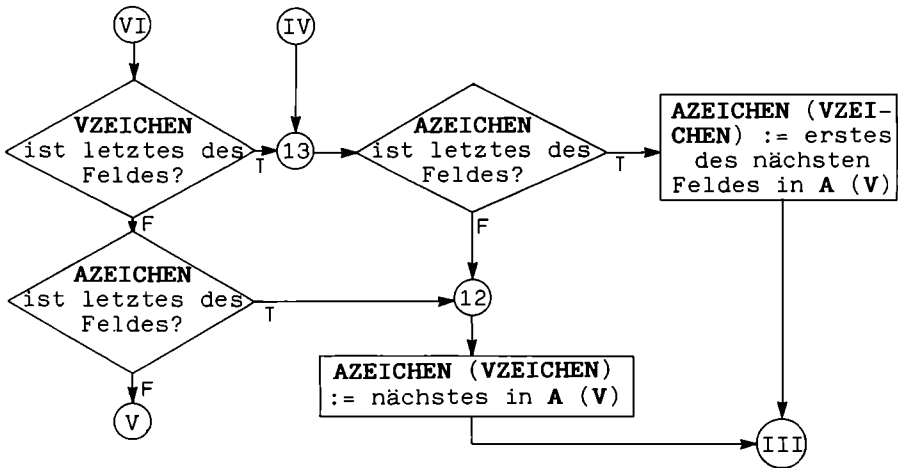 VI
IV
VZEICHEN
ist letztes des
Feldes?
T
13
AZEICHEN
ist letztes des
Feldes?
T
AZEICHEN (VZEI-
CHEN) := erstes
des nächsten
Feldes in A (V)
F
F
AZEICHEN
ist letztes des
Feldes?
T
12
F
V
AZEICHEN (VZEICHEN)
:= nächstes in A (V)
III